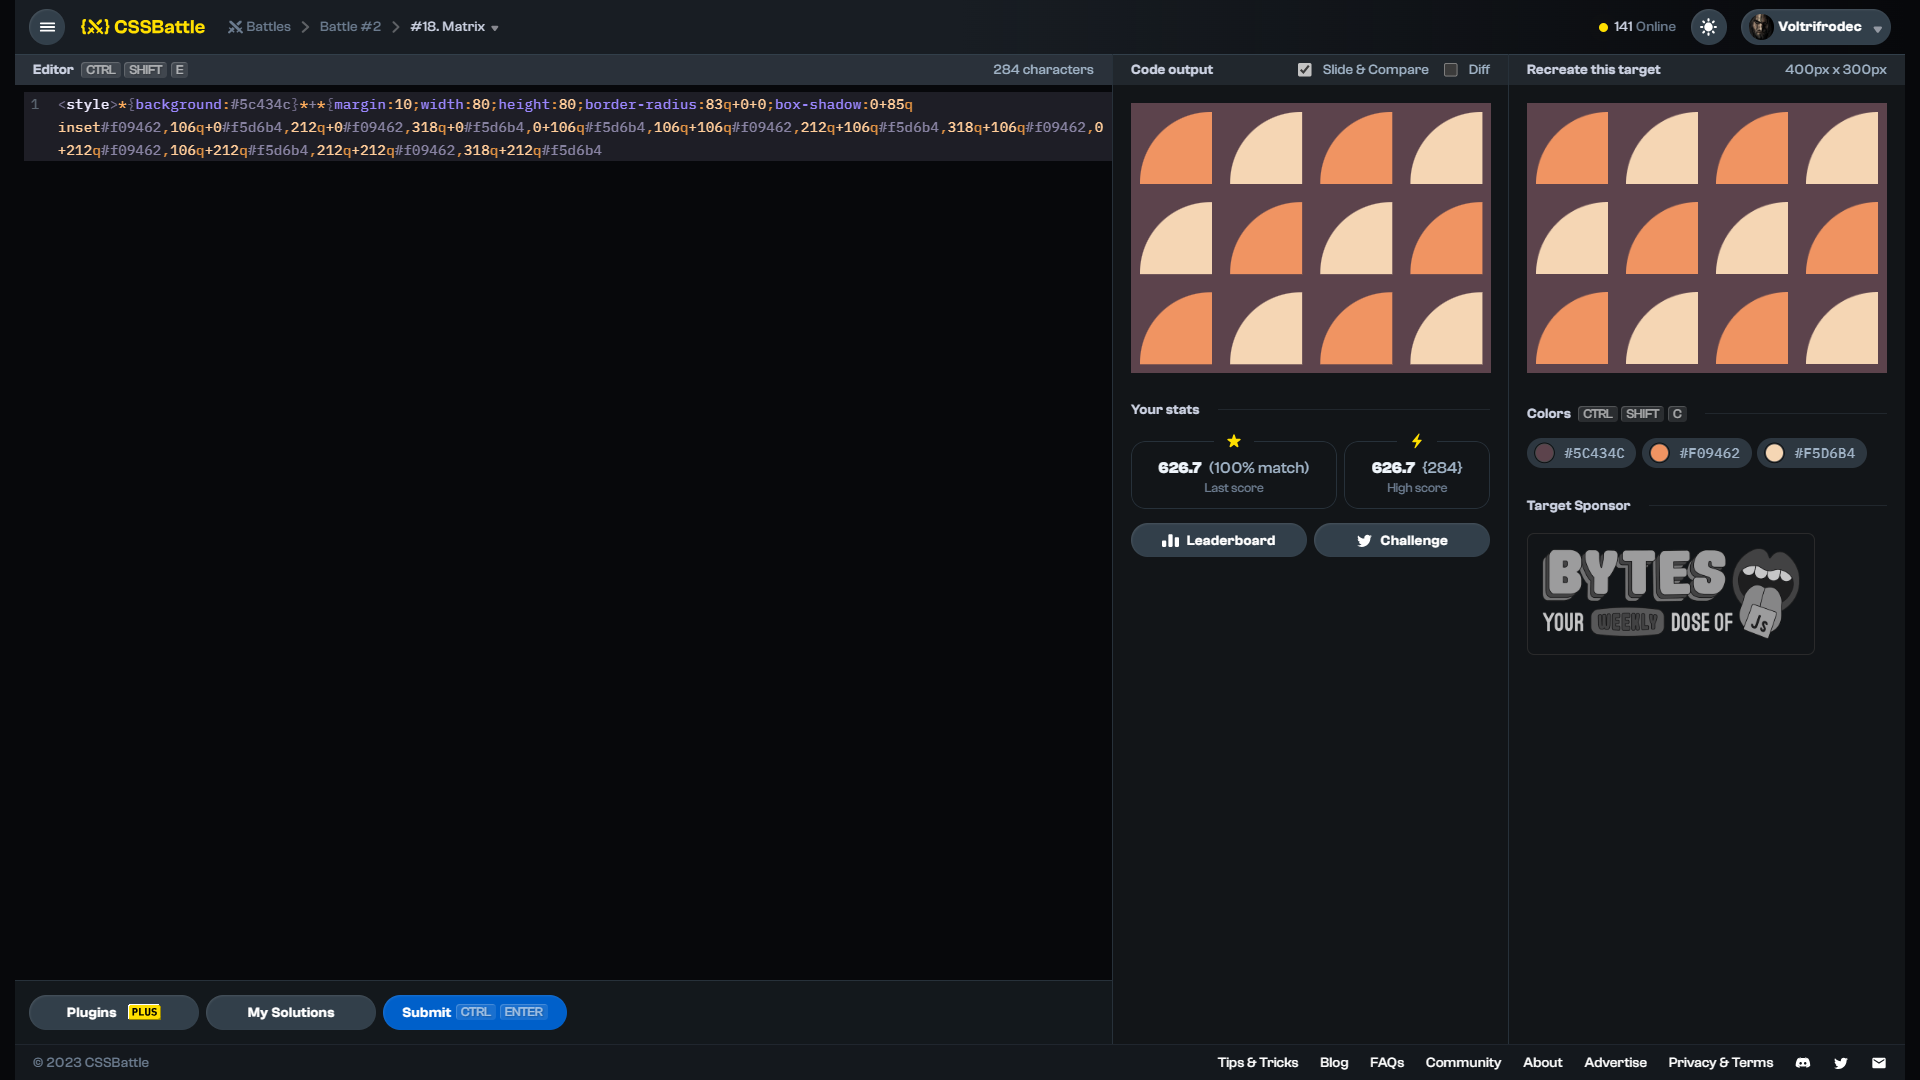 {X} CSSBattle
Battles > Battle #2 > #18. Matrix
141 Online
Voltrifrodec
Editor CTRL SHIFT E
284 characters
1 <style>*{background:#5c434c}*+*{margin:10;width:80;height:80;border-radius:83q+0+0;box-shadow:0+85q
inset#f09462,106q+0#f5d6b4,212q+0#f09462,318q+0#f5d6b4,0+106q#f5d6b4,106q+106q#f09462,212q+106q#f5d6b4,318q+106q#f09462,0
+212q#f09462,106q+212q#f5d6b4,212q+212q#f09462,318q+212q#f5d6b4
Code output
Slide & Compare
Diff
Your stats
626.7 (100% match)
Last score
626.7 {284}
High score
Leaderboard
Challenge
Recreate this target
400px x 300px
Colors CTRL SHIFT C
#5C434C
#F09462
#F5D6B4
Target Sponsor
BYTES
YOUR WEEKLY DOSE OF JS
Plugins PLUS
My Solutions
Submit CTRL ENTER
© 2023 CSSBattle
Tips & Tricks
Blog
FAQs
Community
About
Advertise
Privacy & Terms